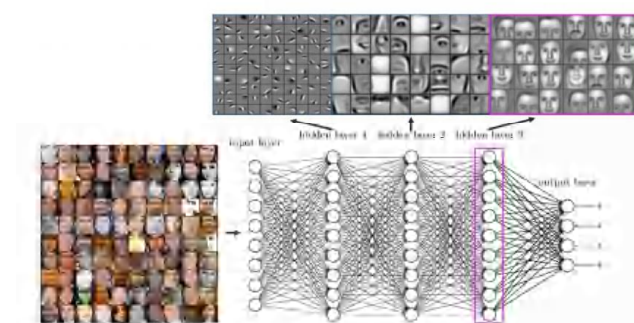 hidden layer 1 hidden layer 2 hidden layer 3
input layer
output layer